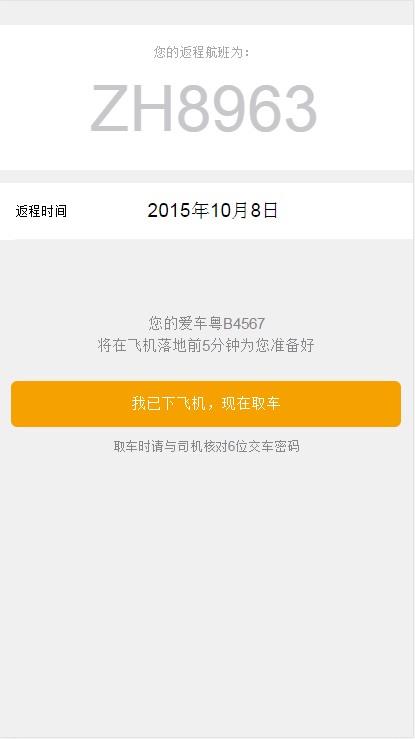 您的返程航班为：
ZH8963
返程时间 2015年10月8日
您的爱车粤B4567
将在飞机落地前5分钟为您准备好
我已下飞机，现在取车
取车时请与司机核对6位交车密码